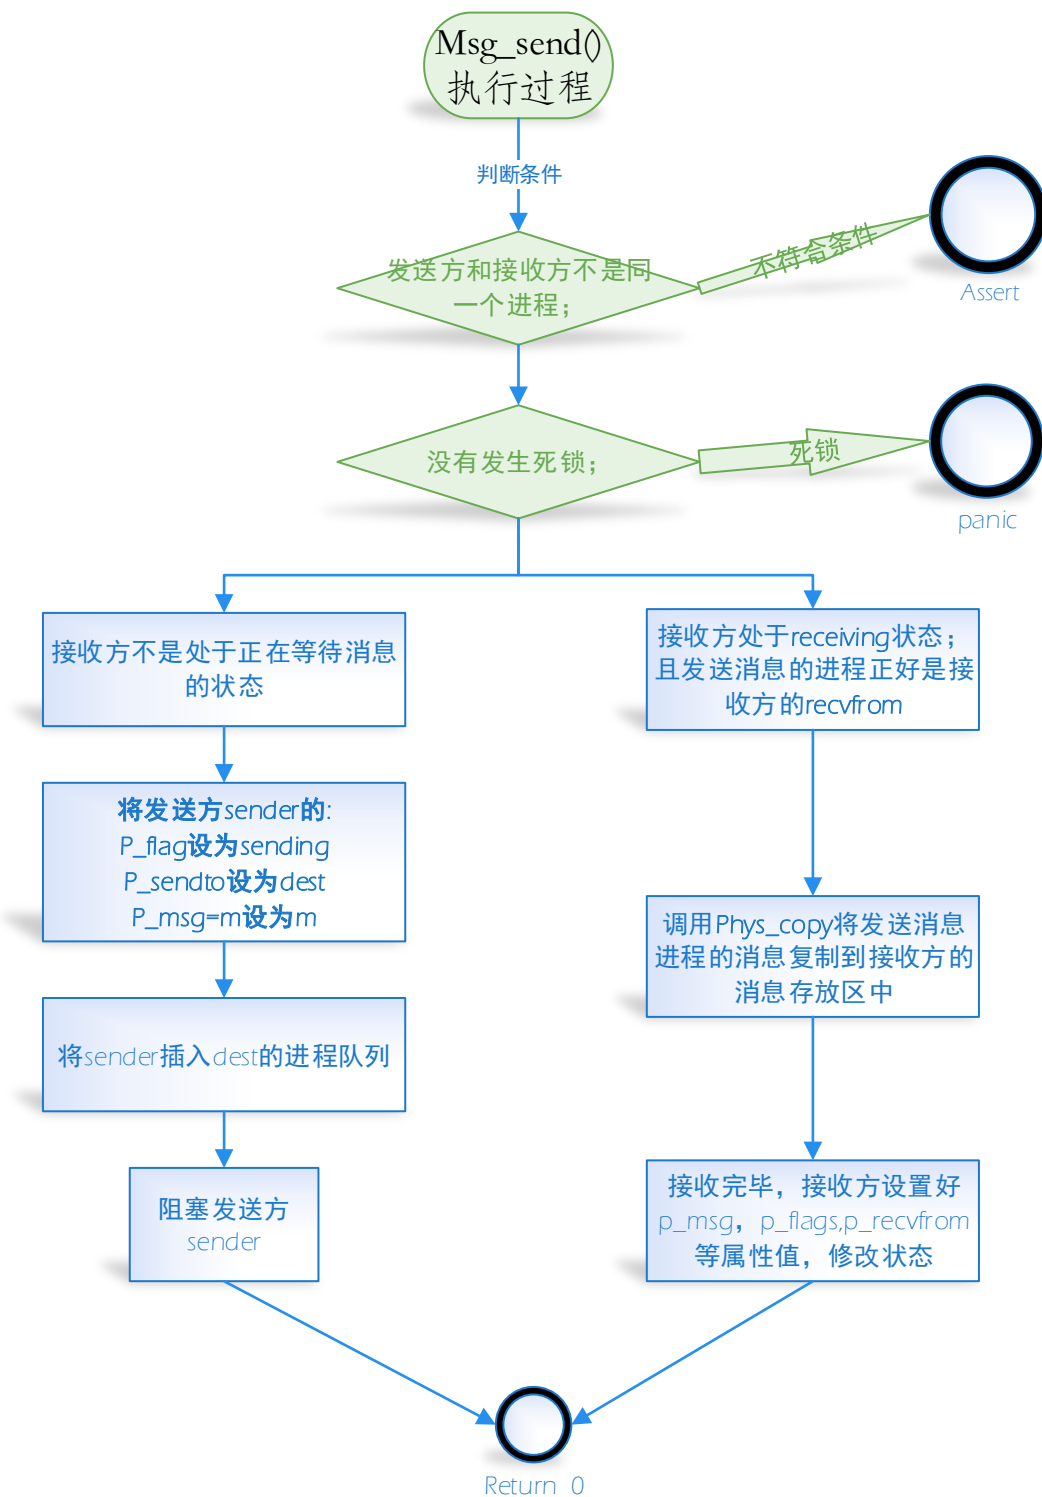 Msg_send()
执行过程
判断条件
发送方和接收方不是同
一个进程；
不符合条件
Assert
没有发生死锁；
死锁
panic
接收方不是处于正在等待消息
的状态
接收方处于receiving状态；
且发送消息的进程正好是接
收方的recvfrom
将发送方sender的:
P_flag设为sending
P_sendto设为dest
P_msg=m设为m
调用Phys_copy将发送消息
进程的消息复制到接收方的
消息存放区中
将sender插入dest的进程队列
阻塞发送方
sender
接收完毕，接收方设置好
p_msg，p_flags,p_recvfrom
等属性值，修改状态
Return 0